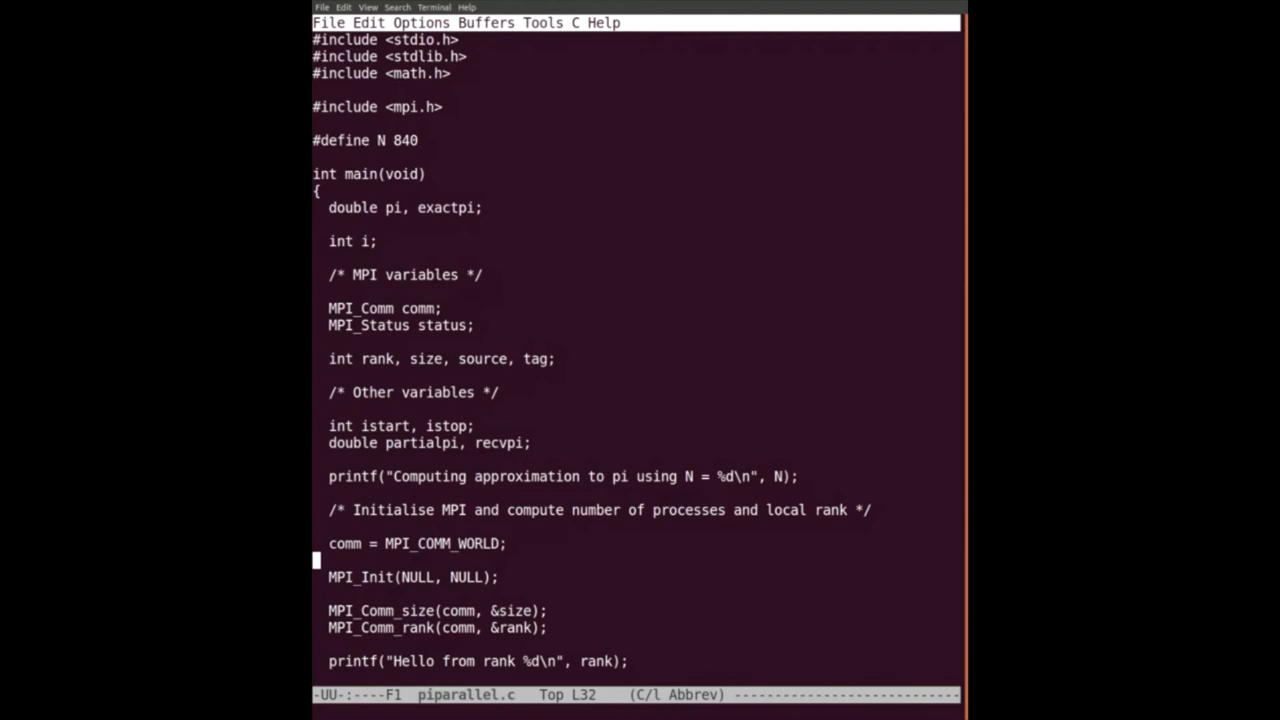 File Edit View Search Terminal Help
File Edit Options Buffers Tools C Help
#include <stdio.h>
#include <stdlib.h>
#include <math.h>
#include <mpi.h>
#define N 840
int main(void)
{
double pi, exactpi;
int i;
/* MPI variables */
MPI_Comm comm;
MPI_Status status;
int rank, size, source, tag;
/* Other variables */
int istart, istop;
double partialpi, recvpi;
printf("Computing approximation to pi using N = %d\n", N);
/* Initialise MPI and compute number of processes and local rank */
comm = MPI_COMM_WORLD;
MPI_Init(NULL, NULL);
MPI_Comm_size(comm, &size);
MPI_Comm_rank(comm, &rank);
printf("Hello from rank %d\n", rank);
-UU-:----F1  piparallel.c   Top L32    (C/l Abbrev) ----------------------------